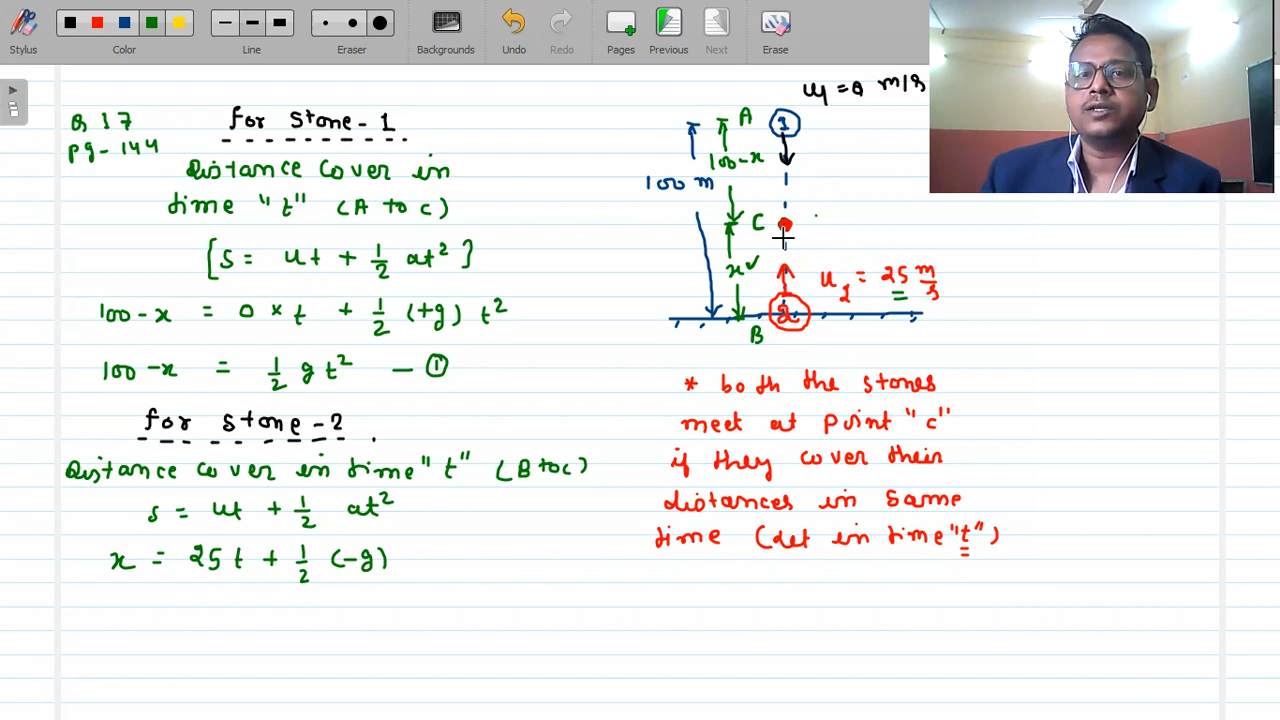 Stylus
Color
Line
Eraser
Backgrounds
Undo
Redo
Pages
Previous
Next
Erase
Q 17
pg - 144
for stone - 1
Distance cover in
time "t" (A to C)
[S = ut + 1/2 at²]
100-x = 0 × t + 1/2 (+g) t²
100-x = 1/2 g t² — ①
for stone - 2
Distance cover in time "t" (B to C)
s = ut + 1/2 at²
x = 25 t + 1/2 (-g)
u₁ = 0 m/s
A
1
100-x
100 m
C
x
u₂ = 25 m/s
2
B
* both the stones
meet at point "c"
if they cover their
distances in same
time (let in time "t")